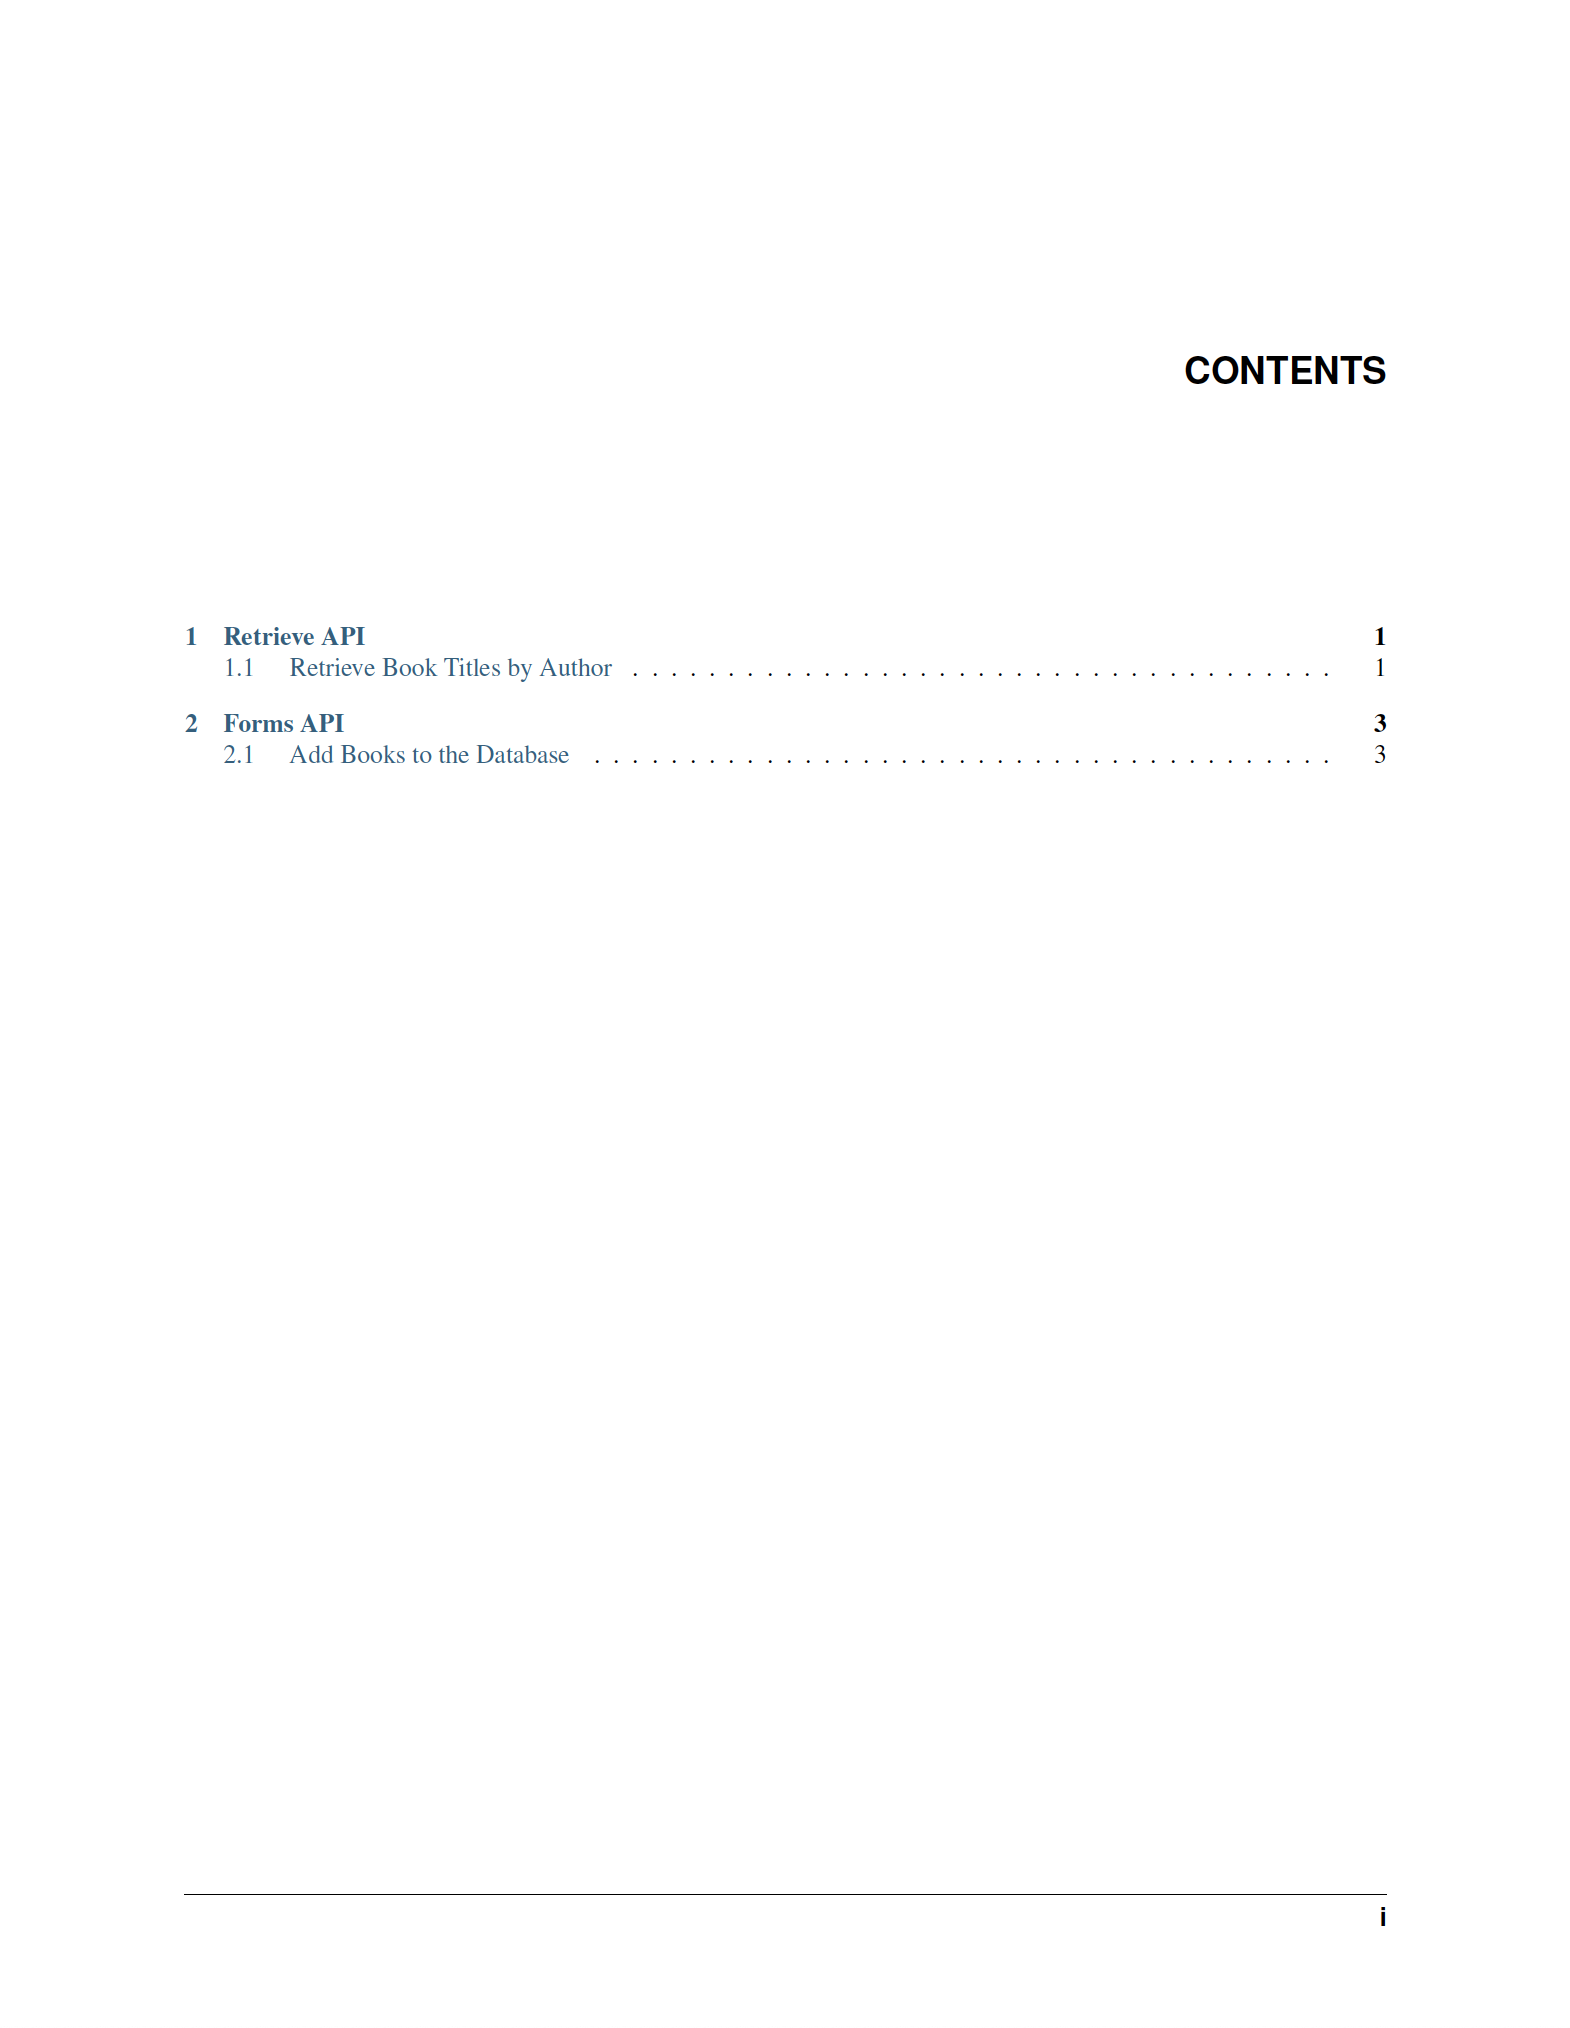 CONTENTS
1 Retrieve API 1
1.1 Retrieve Book Titles by Author . . . . . . . . . . . . . . . . . . . . . . . . . . . . . . . . . . . . . 1
2 Forms API 3
2.1 Add Books to the Database . . . . . . . . . . . . . . . . . . . . . . . . . . . . . . . . . . . . . . . 3
i